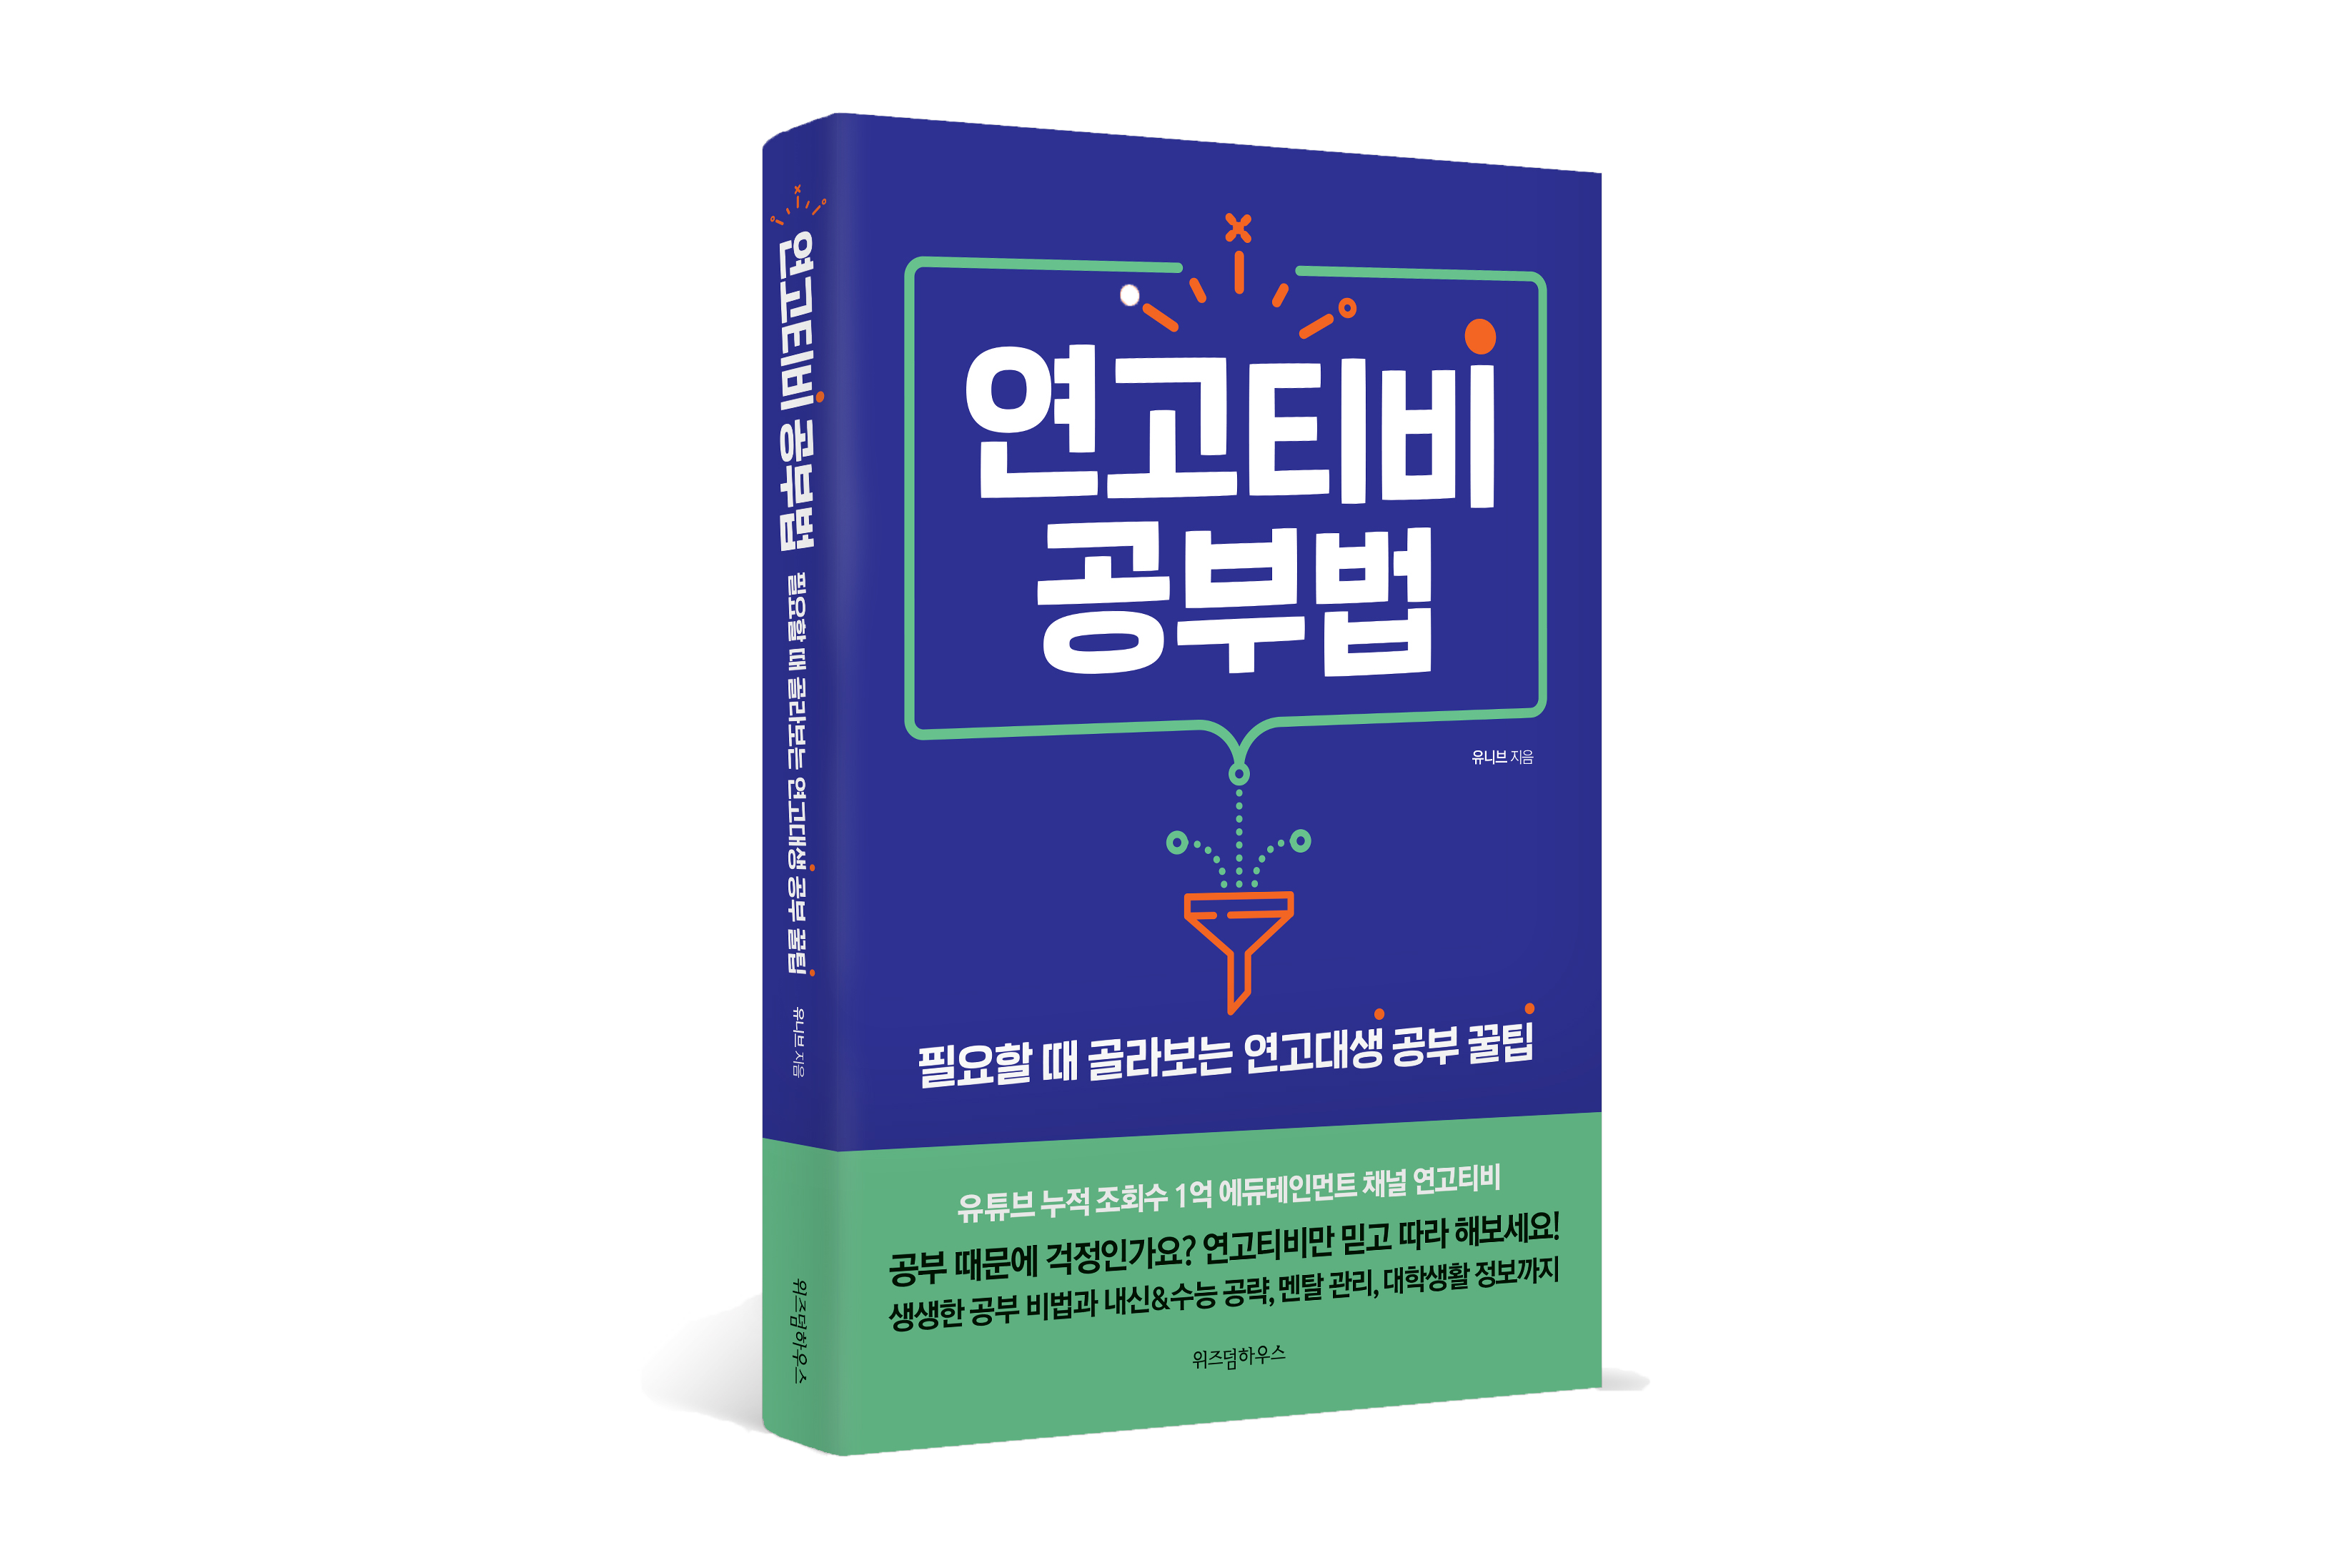 연고티비 공부법
필요할 때 골라보는 연고대생 공부 꿀팁
유니브 지음
위즈덤하우스
연고티비
공부법
유니브 지음
필요할 때 골라보는 연고대생 공부 꿀팁
유튜브 누적 조회수 1억 에듀테인먼트 채널 연고티비
공부 때문에 걱정인가요? 연고티비만 믿고 따라 해보세요!
생생한 공부 비법과 내신&수능 공략, 멘탈 관리, 대학생활 정보까지
위즈덤하우스